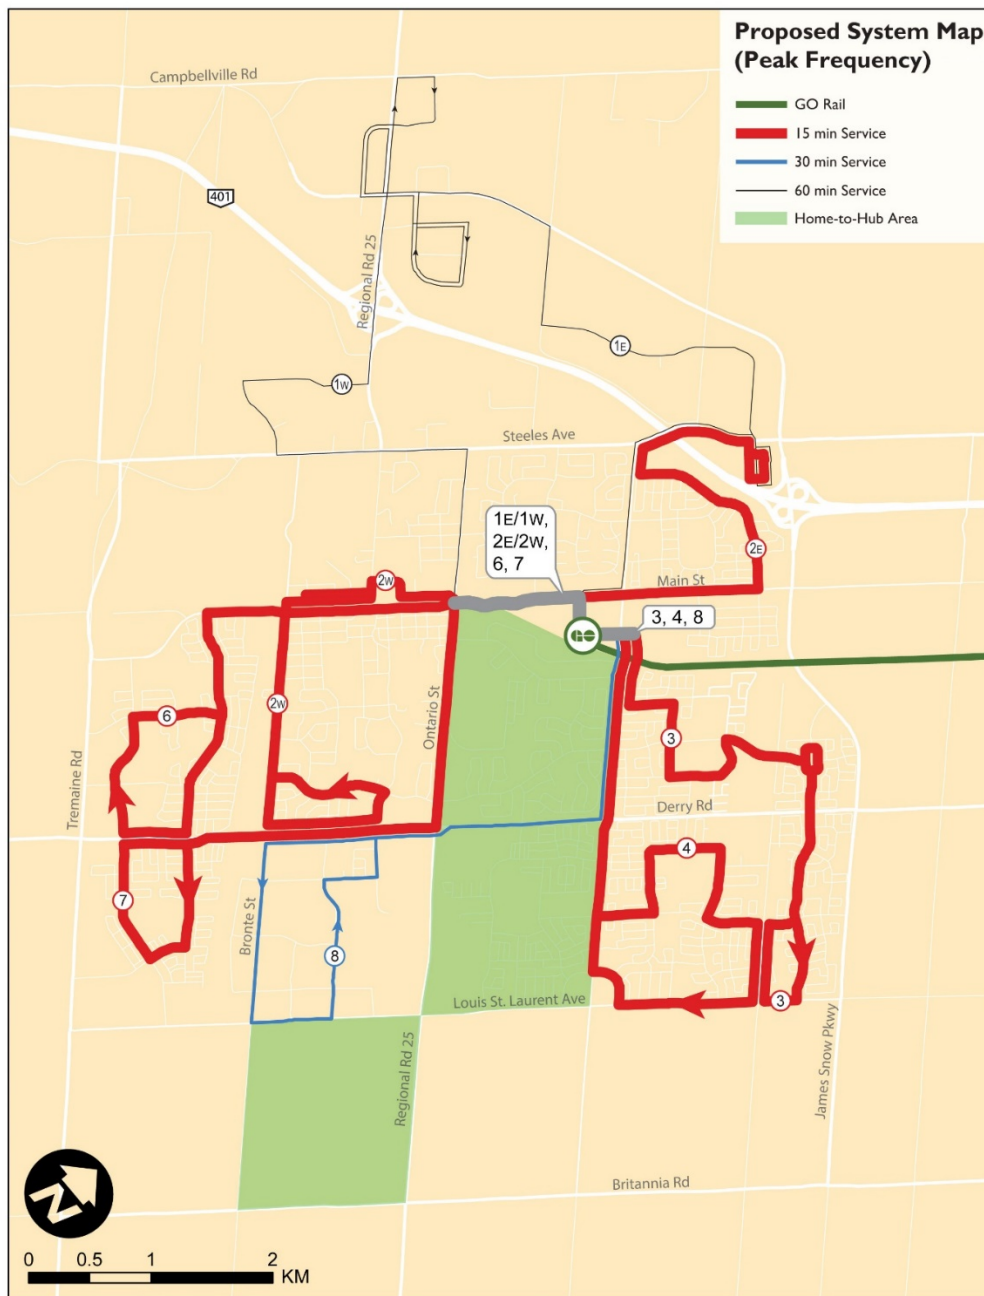 Proposed System Map
(Peak Frequency)
GO Rail
15 min Service
30 min Service
60 min Service
Home-to-Hub Area
Campbellville Rd
401
Regional Rd 25
1E
1W
Steeles Ave
1E/1W,
2E/2W,
6, 7
2E
Main St
2W
3, 4, 8
GO
Ontario St
2W
6
3
Tremaine Rd
Derry Rd
4
7
Bronte St
8
Louis St. Laurent Ave
3
Regional Rd 25
James Snow Pkwy
Britannia Rd
N
0 0.5 1 2
KM